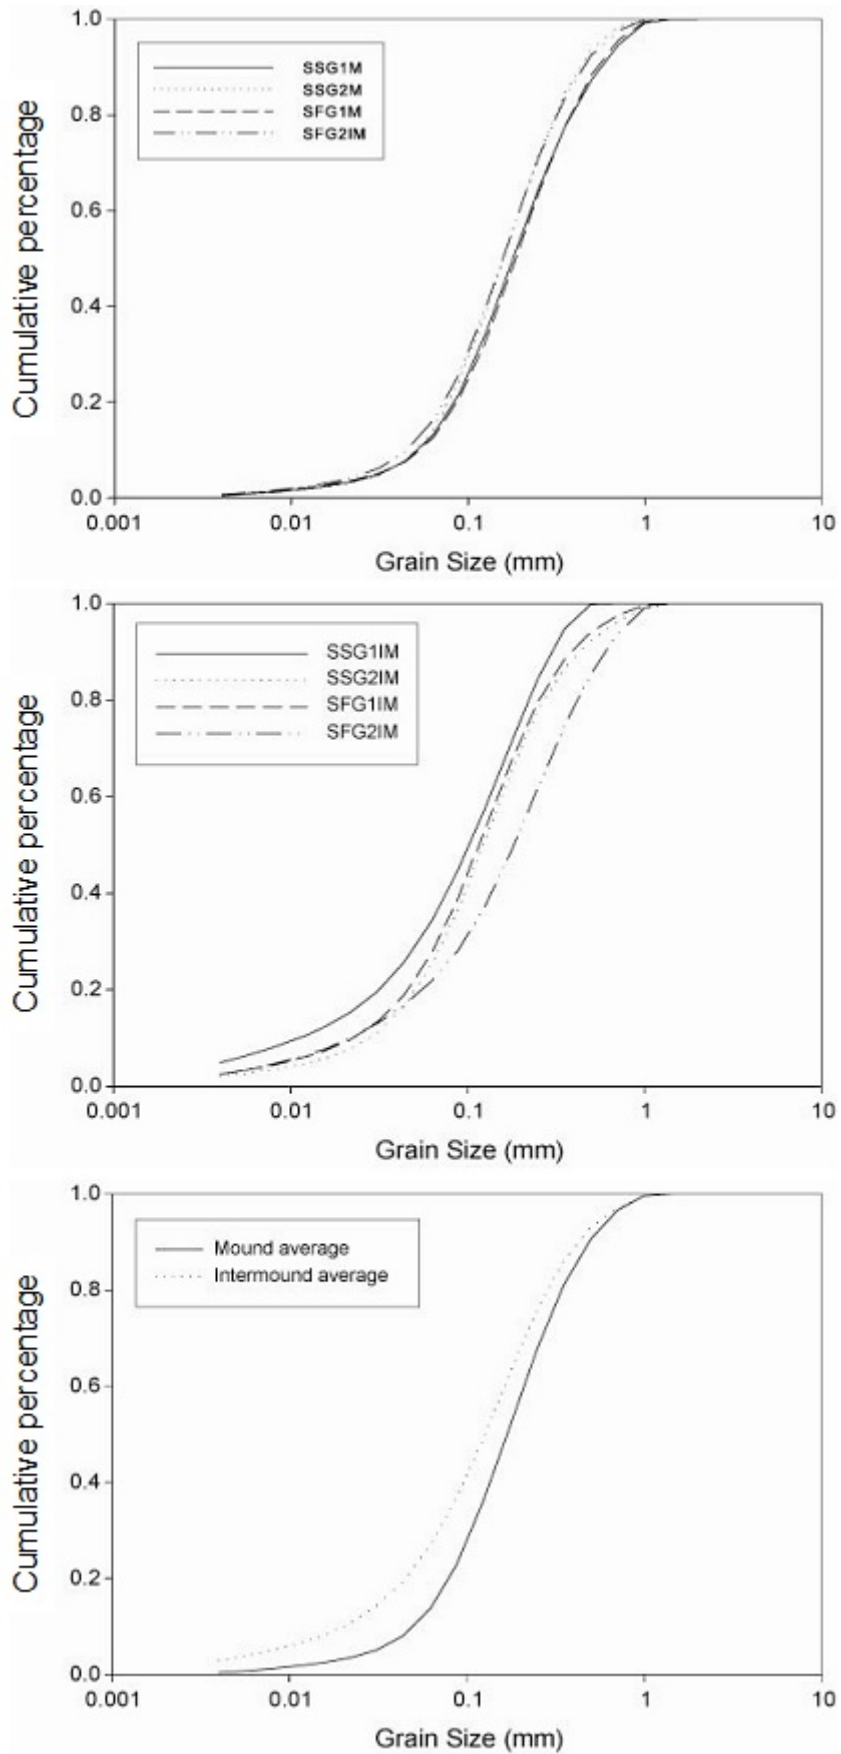 1.0
SSG1M
SSG2M
SFG1M
SFG2IM
0.8
0.6
0.4
0.2
0.0
Cumulative percentage
0.001 0.01 0.1 1 10
Grain Size (mm)
1.0
SSG1IM
SSG2IM
SFG1IM
SFG2IM
0.8
0.6
0.4
0.2
0.0
Cumulative percentage
0.001 0.01 0.1 1 10
Grain Size (mm)
1.0
Mound average
Intermound average
0.8
0.6
0.4
0.2
0.0
Cumulative percentage
0.001 0.01 0.1 1 10
Grain Size (mm)